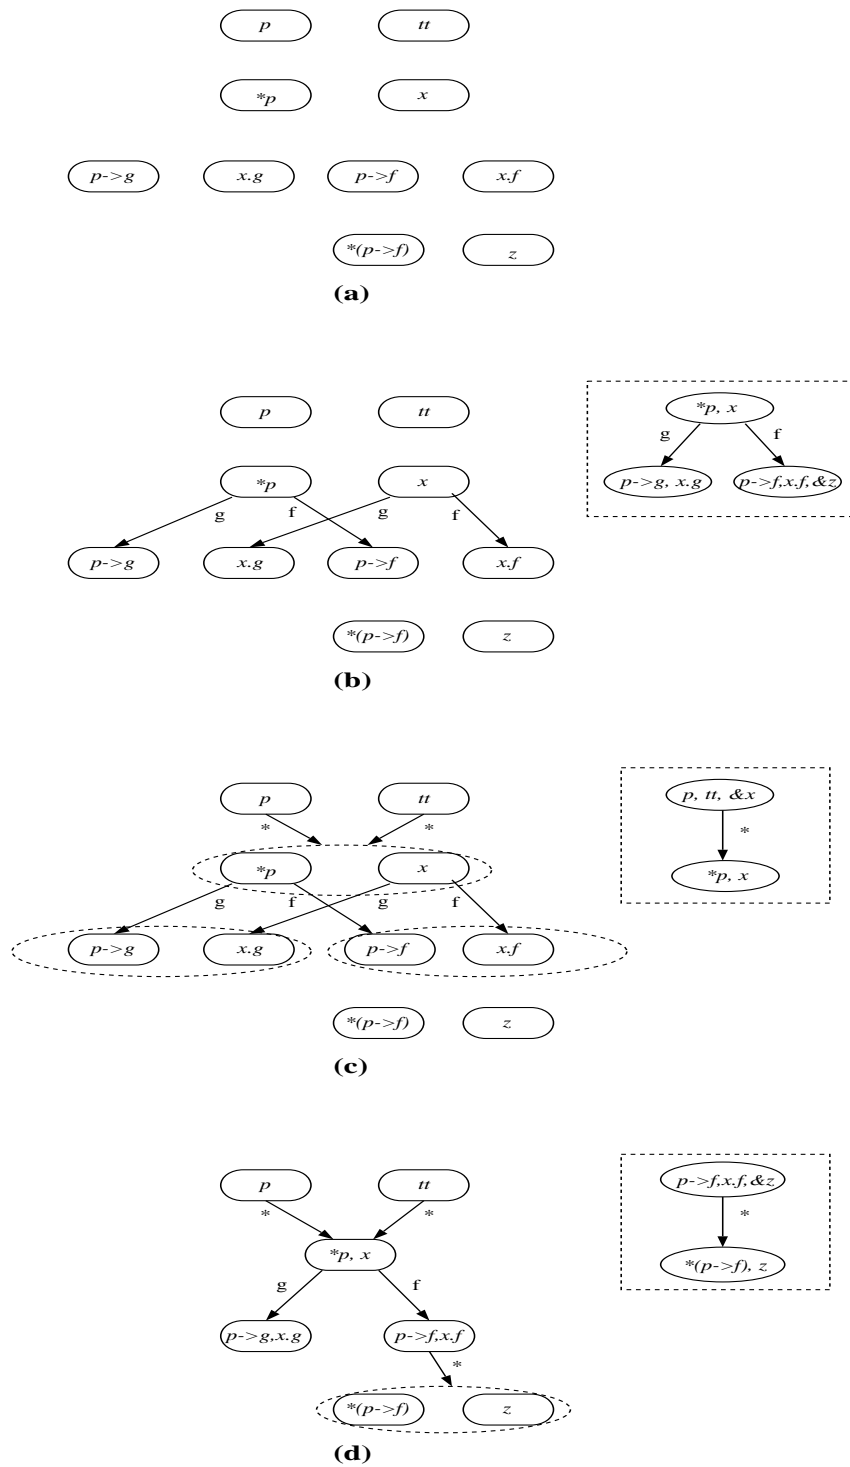 p tt
*p x
p->g x.g p->f x.f
*(p->f) z
(a)
p tt
*p x
g f g f
p->g x.g p->f x.f
*(p->f) z
(b)
*p, x
g f
p->g, x.g p->f,x.f,&z
p tt
* *
*p x
g f g f
p->g x.g p->f x.f
*(p->f) z
(c)
p, tt, &x
*
*p, x
p tt
* *
*p, x
g f
p->g,x.g p->f,x.f
*
*(p->f) z
(d)
p->f,x.f,&z
*
*(p->f), z